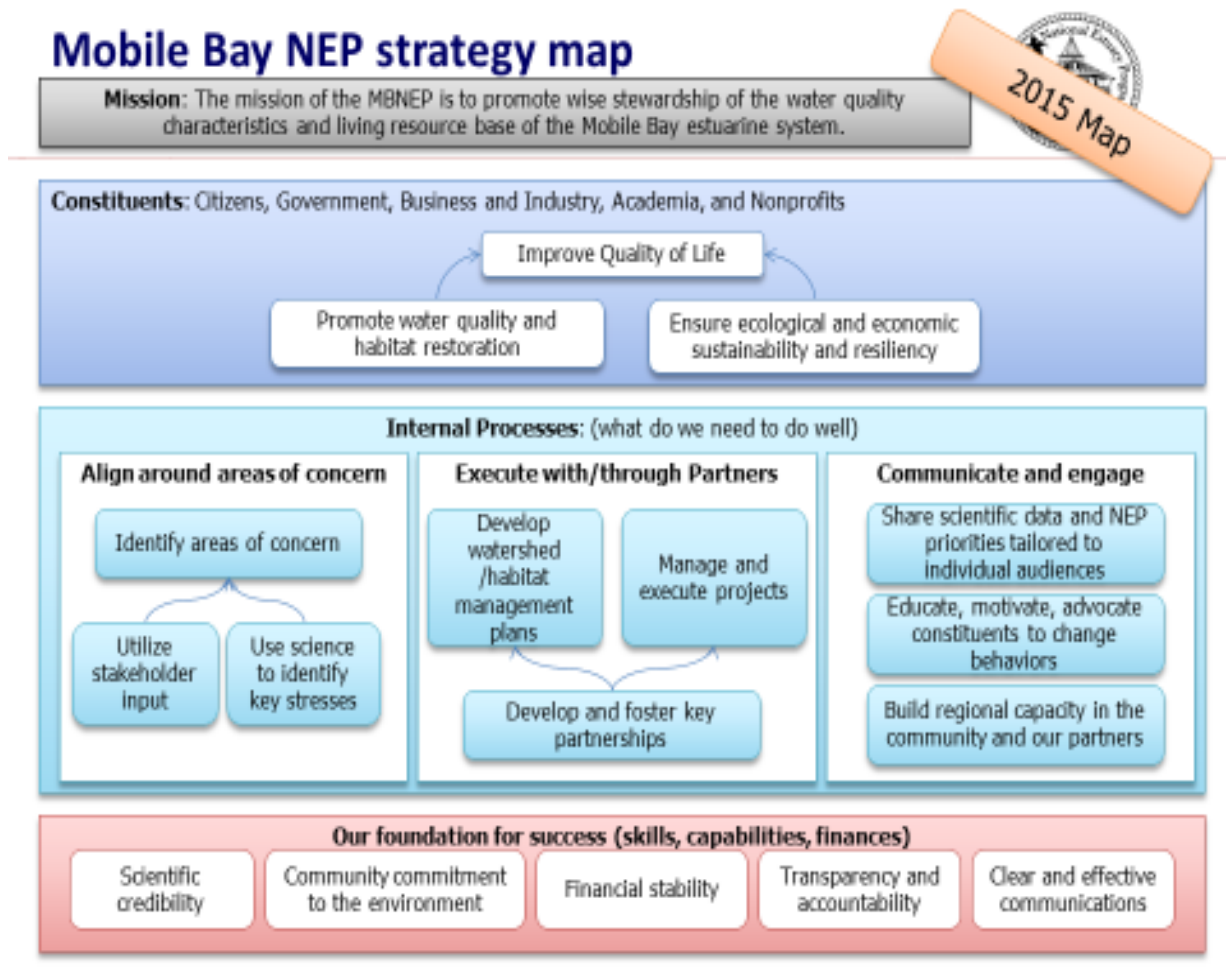 Mobile Bay NEP strategy map
2015 Map
Mission: The mission of the MBNEP is to promote wise stewardship of the water quality
characteristics and living resource base of the Mobile Bay estuarine system.
National Estuary
Constituents: Citizens, Government, Business and Industry, Academia, and Nonprofits
Improve Quality of Life
Promote water quality and
habitat restoration
Ensure ecological and economic
sustainability and resiliency
Internal Processes: (what do we need to do well)
Align around areas of concern
Identify areas of concern
Utilize
stakeholder
input
Use science
to identify
key stresses
Execute with/through Partners
Develop
watershed
/habitat
management
plans
Manage and
execute projects
Develop and foster key
partnerships
Communicate and engage
Share scientific data and NEP
priorities tailored to
individual audiences
Educate, motivate, advocate
constituents to change
behaviors
Build regional capacity in the
community and our partners
Our foundation for success (skills, capabilities, finances)
Scientific
credibility
Community commitment
to the environment
Financial stability
Transparency and
accountability
Clear and effective
communications